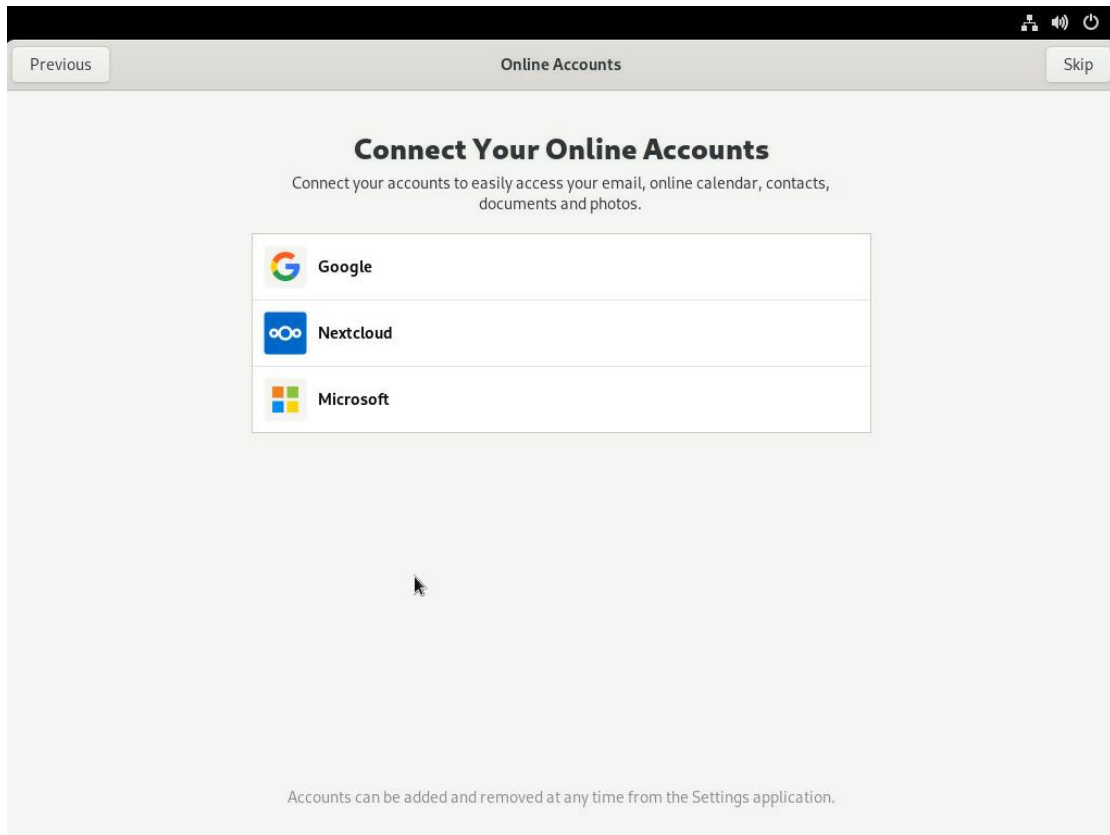 Previous
Online Accounts
Skip
Connect Your Online Accounts
Connect your accounts to easily access your email, online calendar, contacts,
documents and photos.
Google
Nextcloud
Microsoft
Accounts can be added and removed at any time from the Settings application.